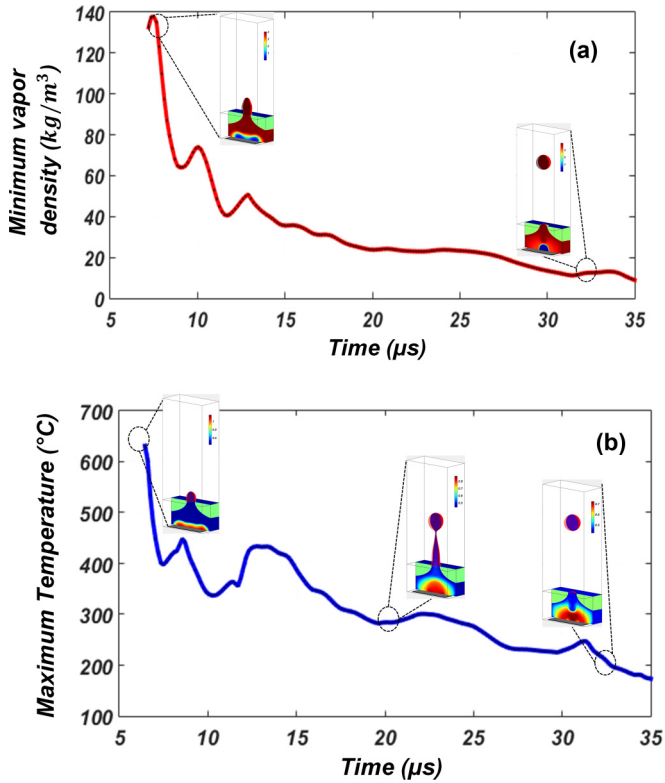 140
120
100
80
60
40
20
0
Minimum vapor
density (kg/m³)
(a)
5 10 15 20 25 30 35
Time (µs)
700
600
500
400
300
200
100
Maximum Temperature (°C)
(b)
5 10 15 20 25 30 35
Time (µs)